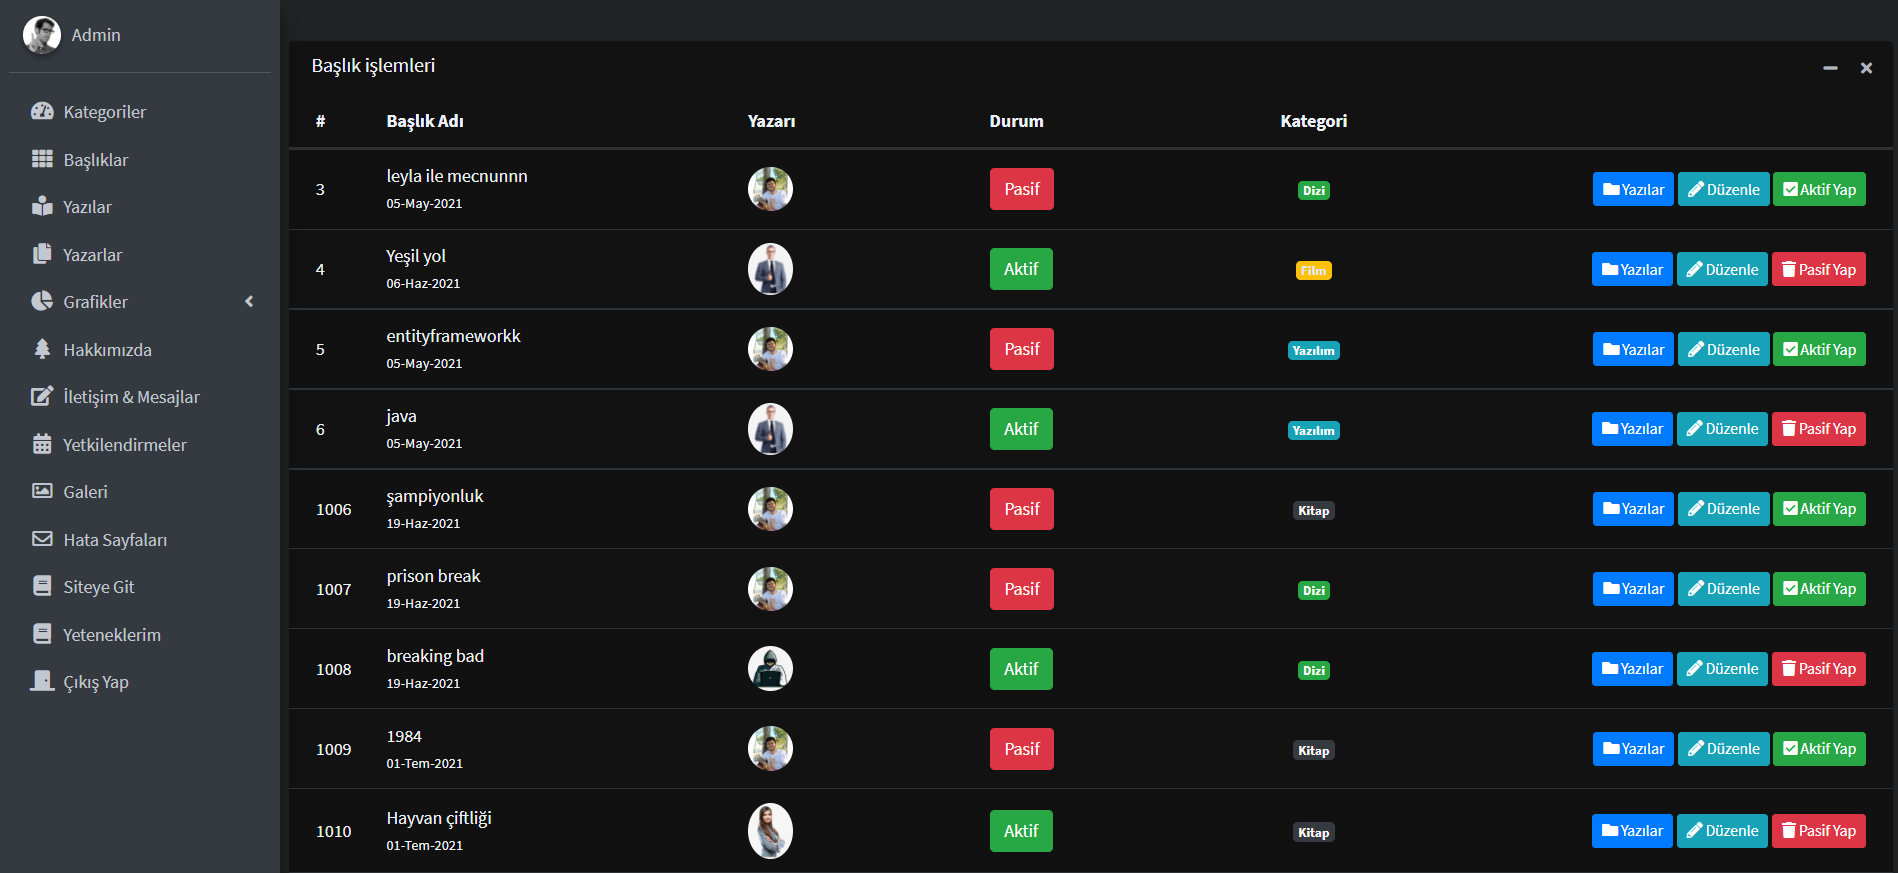 Admin
Kategoriler
Başlıklar
Yazılar
Yazarlar
Grafikler
Hakkımızda
İletişim & Mesajlar
Yetkilendirmeler
Galeri
Hata Sayfaları
Siteye Git
Yeteneklerim
Çıkış Yap
Başlık işlemleri
# Başlık Adı Yazarı Durum Kategori
3 leyla ile mecnunnn Pasif Dizi Yazılar Düzenle Aktif Yap
05-May-2021
4 Yeşil yol Aktif Film Yazılar Düzenle Pasif Yap
06-Haz-2021
5 entityframeworkk Pasif Yazılım Yazılar Düzenle Aktif Yap
05-May-2021
6 java Aktif Yazılım Yazılar Düzenle Pasif Yap
05-May-2021
1006 şampiyonluk Pasif Kitap Yazılar Düzenle Aktif Yap
19-Haz-2021
1007 prison break Pasif Dizi Yazılar Düzenle Aktif Yap
19-Haz-2021
1008 breaking bad Aktif Dizi Yazılar Düzenle Pasif Yap
19-Haz-2021
1009 1984 Pasif Kitap Yazılar Düzenle Aktif Yap
01-Tem-2021
1010 Hayvan çiftliği Aktif Kitap Yazılar Düzenle Pasif Yap
01-Tem-2021